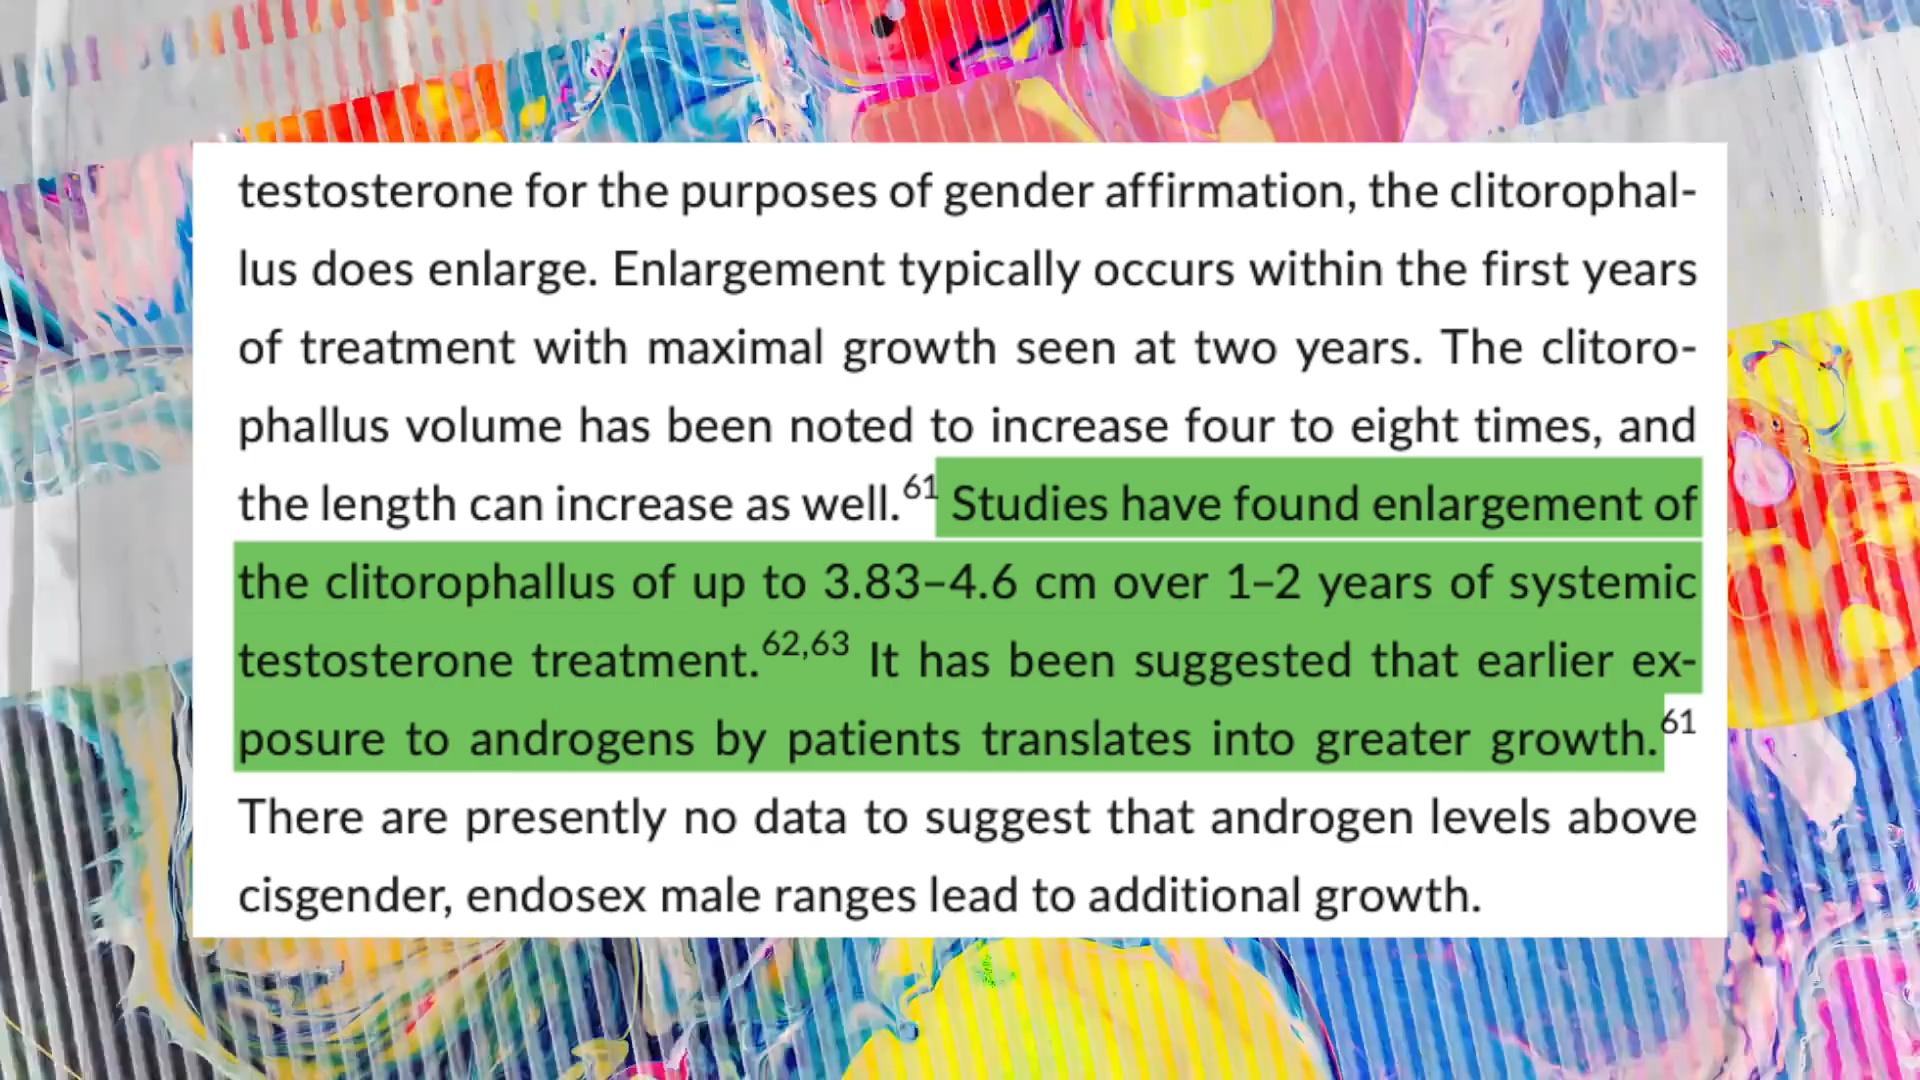 testosterone for the purposes of gender affirmation, the clitorophal-
lus does enlarge. Enlargement typically occurs within the first years
of treatment with maximal growth seen at two years. The clitoro-
phallus volume has been noted to increase four to eight times, and
the length can increase as well.61 Studies have found enlargement of
the clitorophallus of up to 3.83–4.6 cm over 1–2 years of systemic
testosterone treatment.62,63 It has been suggested that earlier ex-
posure to androgens by patients translates into greater growth.61
There are presently no data to suggest that androgen levels above
cisgender, endosex male ranges lead to additional growth.